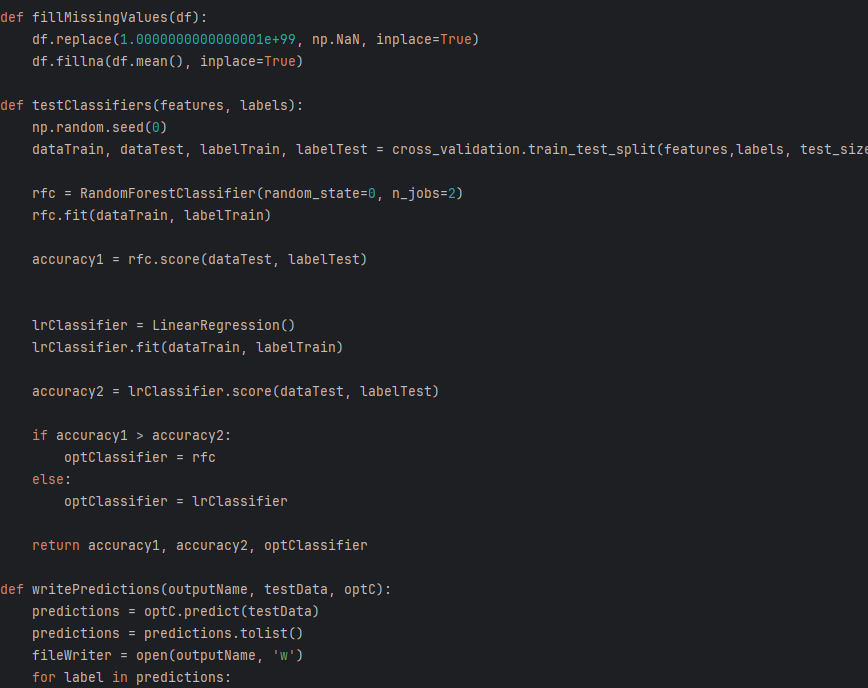 def fillMissingValues(df):
    df.replace(1.0000000000000001e+99, np.NaN, inplace=True)
    df.fillna(df.mean(), inplace=True)
def testClassifiers(features, labels):
    np.random.seed(0)
    dataTrain, dataTest, labelTrain, labelTest = cross_validation.train_test_split(features,labels, test_size
    rfc = RandomForestClassifier(random_state=0, n_jobs=2)
    rfc.fit(dataTrain, labelTrain)
    accuracy1 = rfc.score(dataTest, labelTest)
    lrClassifier = LinearRegression()
    lrClassifier.fit(dataTrain, labelTrain)
    accuracy2 = lrClassifier.score(dataTest, labelTest)
    if accuracy1 > accuracy2:
        optClassifier = rfc
    else:
        optClassifier = lrClassifier
    return accuracy1, accuracy2, optClassifier
def writePredictions(outputName, testData, optC):
    predictions = optC.predict(testData)
    predictions = predictions.tolist()
    fileWriter = open(outputName, 'w')
    for label in predictions: